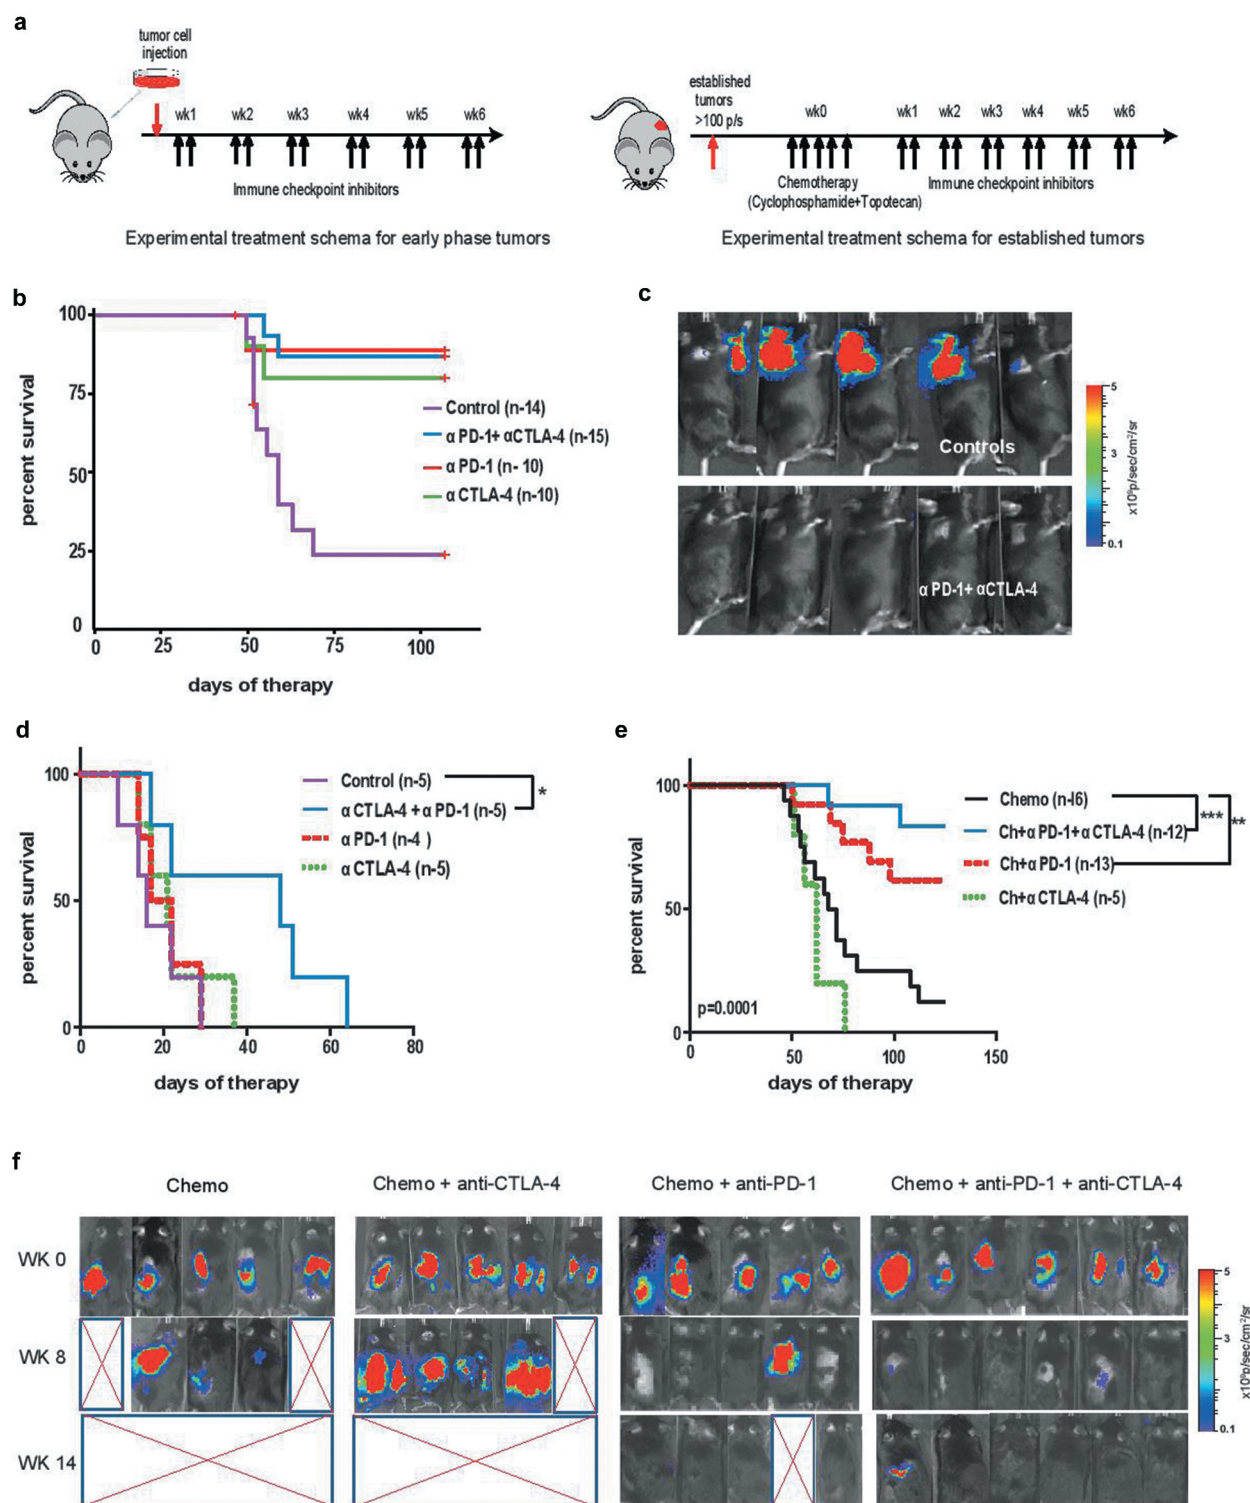 a
tumor cell
injection
wk1 wk2 wk3 wk4 wk5 wk6
Immune checkpoint inhibitors
Experimental treatment schema for early phase tumors
established
tumors
>100 p/s
wk0 wk1 wk2 wk3 wk4 wk5 wk6
Chemotherapy
(Cyclophosphamide+Topotecan)
Immune checkpoint inhibitors
Experimental treatment schema for established tumors
b
percent survival
100
75
50
25
0
0 25 50 75 100
days of therapy
Control (n-14)
α PD-1+ αCTLA-4 (n-15)
α PD-1 (n- 10)
α CTLA-4 (n-10)
c
Controls
α PD-1+ αCTLA-4
5
3
0.1
x10⁶p/sec/cm²/sr
d
percent survival
100
50
0
0 20 40 60 80
days of therapy
Control (n-5)
α CTLA-4 + α PD-1 (n-5)
α PD-1 (n-4 )
α CTLA-4 (n-5)
*
e
percent survival
100
50
0
p=0.0001
0 50 100 150
days of therapy
Chemo (n-l6)
Ch+α PD-1+ α CTLA-4 (n-12)
Ch+α PD-1 (n-13)
Ch+α CTLA-4 (n-5)
*** **
f
Chemo
Chemo + anti-CTLA-4
Chemo + anti-PD-1
Chemo + anti-PD-1 + anti-CTLA-4
WK 0
WK 8
WK 14
5
3
0.1
x10⁶p/sec/cm²/sr